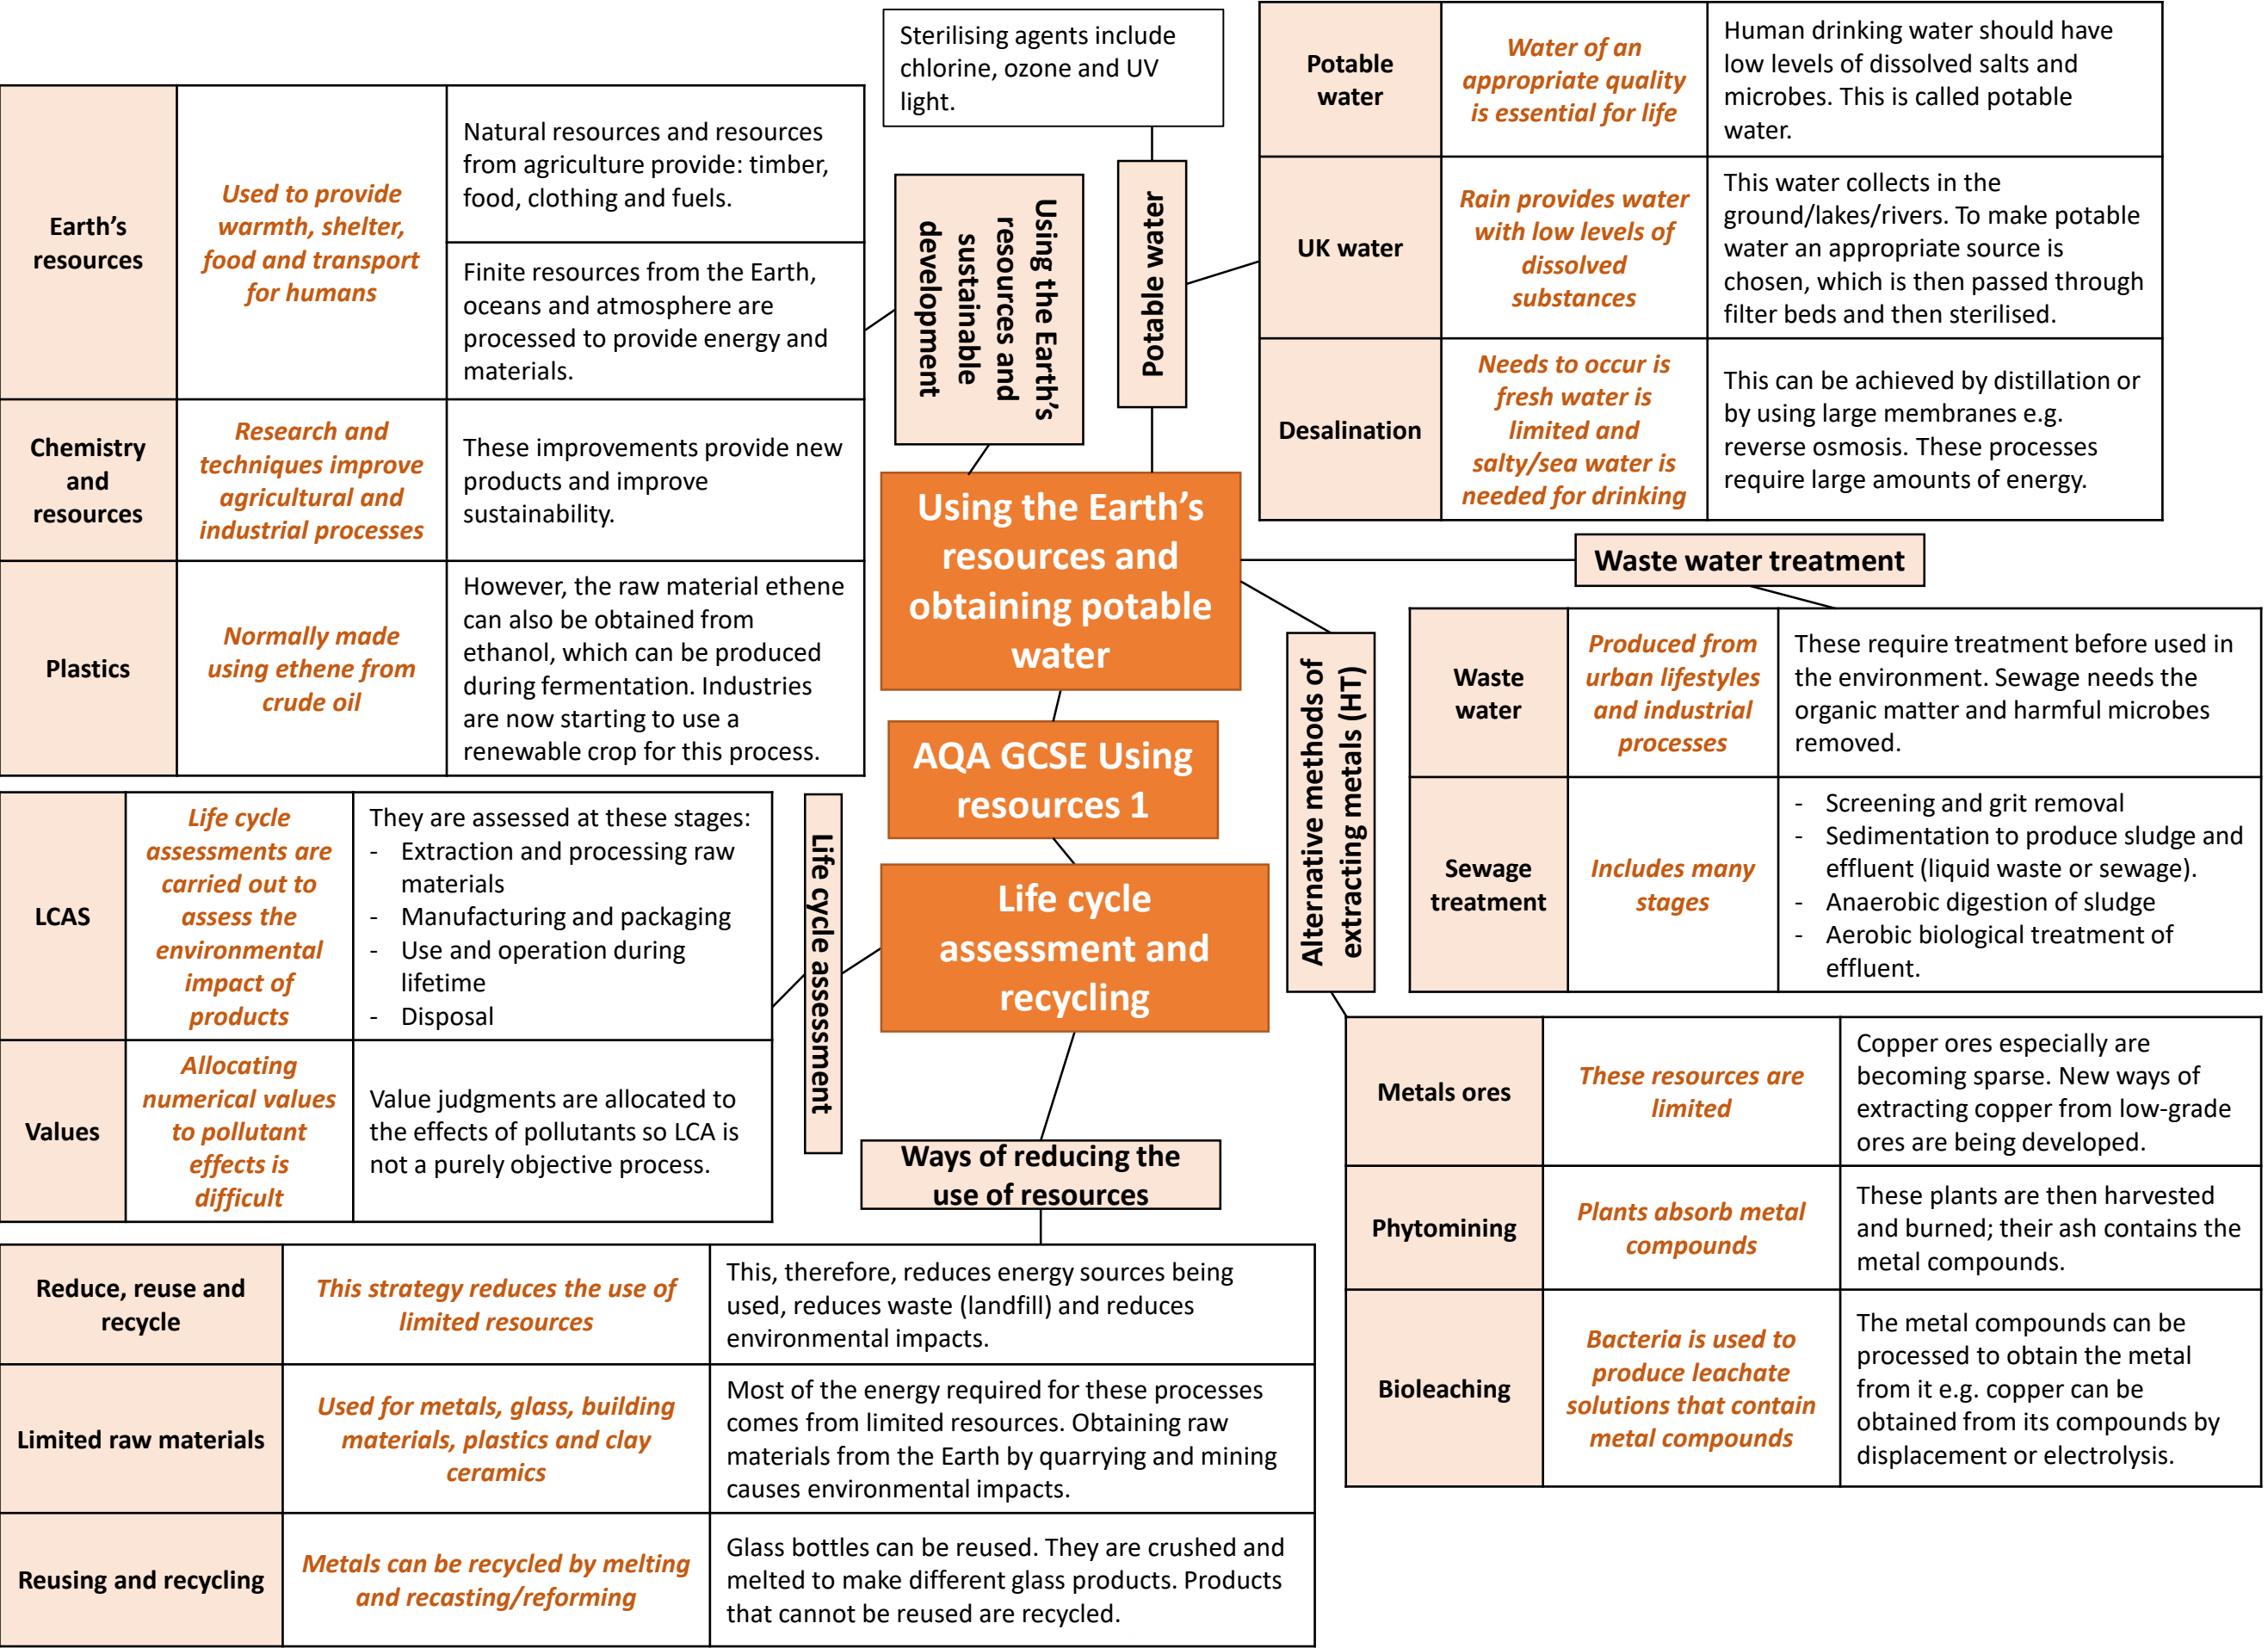 Sterilising agents include
chlorine, ozone and UV
light.
Potable
water
Water of an
appropriate quality
is essential for life
Human drinking water should have
low levels of dissolved salts and
microbes. This is called potable
water.
UK water
Rain provides water
with low levels of
dissolved
substances
This water collects in the
ground/lakes/rivers. To make potable
water an appropriate source is
chosen, which is then passed through
filter beds and then sterilised.
Desalination
Needs to occur is
fresh water is
limited and
salty/sea water is
needed for drinking
This can be achieved by distillation or
by using large membranes e.g.
reverse osmosis. These processes
require large amounts of energy.
Earth’s
resources
Used to provide
warmth, shelter,
food and transport
for humans
Natural resources and resources
from agriculture provide: timber,
food, clothing and fuels.
Finite resources from the Earth,
oceans and atmosphere are
processed to provide energy and
materials.
Chemistry
and
resources
Research and
techniques improve
agricultural and
industrial processes
These improvements provide new
products and improve
sustainability.
Plastics
Normally made
using ethene from
crude oil
However, the raw material ethene
can also be obtained from
ethanol, which can be produced
during fermentation. Industries
are now starting to use a
renewable crop for this process.
Using the Earth’s
resources and
sustainable
development
Potable water
Using the Earth’s
resources and
obtaining potable
water
AQA GCSE Using
resources 1
Life cycle
assessment and
recycling
Waste water treatment
Waste
water
Produced from
urban lifestyles
and industrial
processes
These require treatment before used in
the environment. Sewage needs the
organic matter and harmful microbes
removed.
Sewage
treatment
Includes many
stages
- Screening and grit removal
- Sedimentation to produce sludge and
effluent (liquid waste or sewage).
- Anaerobic digestion of sludge
- Aerobic biological treatment of
effluent.
Alternative methods of
extracting metals (HT)
LCAS
Life cycle
assessments are
carried out to
assess the
environmental
impact of
products
They are assessed at these stages:
- Extraction and processing raw
materials
- Manufacturing and packaging
- Use and operation during
lifetime
- Disposal
Values
Allocating
numerical values
to pollutant
effects is
difficult
Value judgments are allocated to
the effects of pollutants so LCA is
not a purely objective process.
Life cycle assessment
Ways of reducing the
use of resources
Metals ores
These resources are
limited
Copper ores especially are
becoming sparse. New ways of
extracting copper from low-grade
ores are being developed.
Phytomining
Plants absorb metal
compounds
These plants are then harvested
and burned; their ash contains the
metal compounds.
Bioleaching
Bacteria is used to
produce leachate
solutions that contain
metal compounds
The metal compounds can be
processed to obtain the metal
from it e.g. copper can be
obtained from its compounds by
displacement or electrolysis.
Reduce, reuse and
recycle
This strategy reduces the use of
limited resources
This, therefore, reduces energy sources being
used, reduces waste (landfill) and reduces
environmental impacts.
Limited raw materials
Used for metals, glass, building
materials, plastics and clay
ceramics
Most of the energy required for these processes
comes from limited resources. Obtaining raw
materials from the Earth by quarrying and mining
causes environmental impacts.
Reusing and recycling
Metals can be recycled by melting
and recasting/reforming
Glass bottles can be reused. They are crushed and
melted to make different glass products. Products
that cannot be reused are recycled.